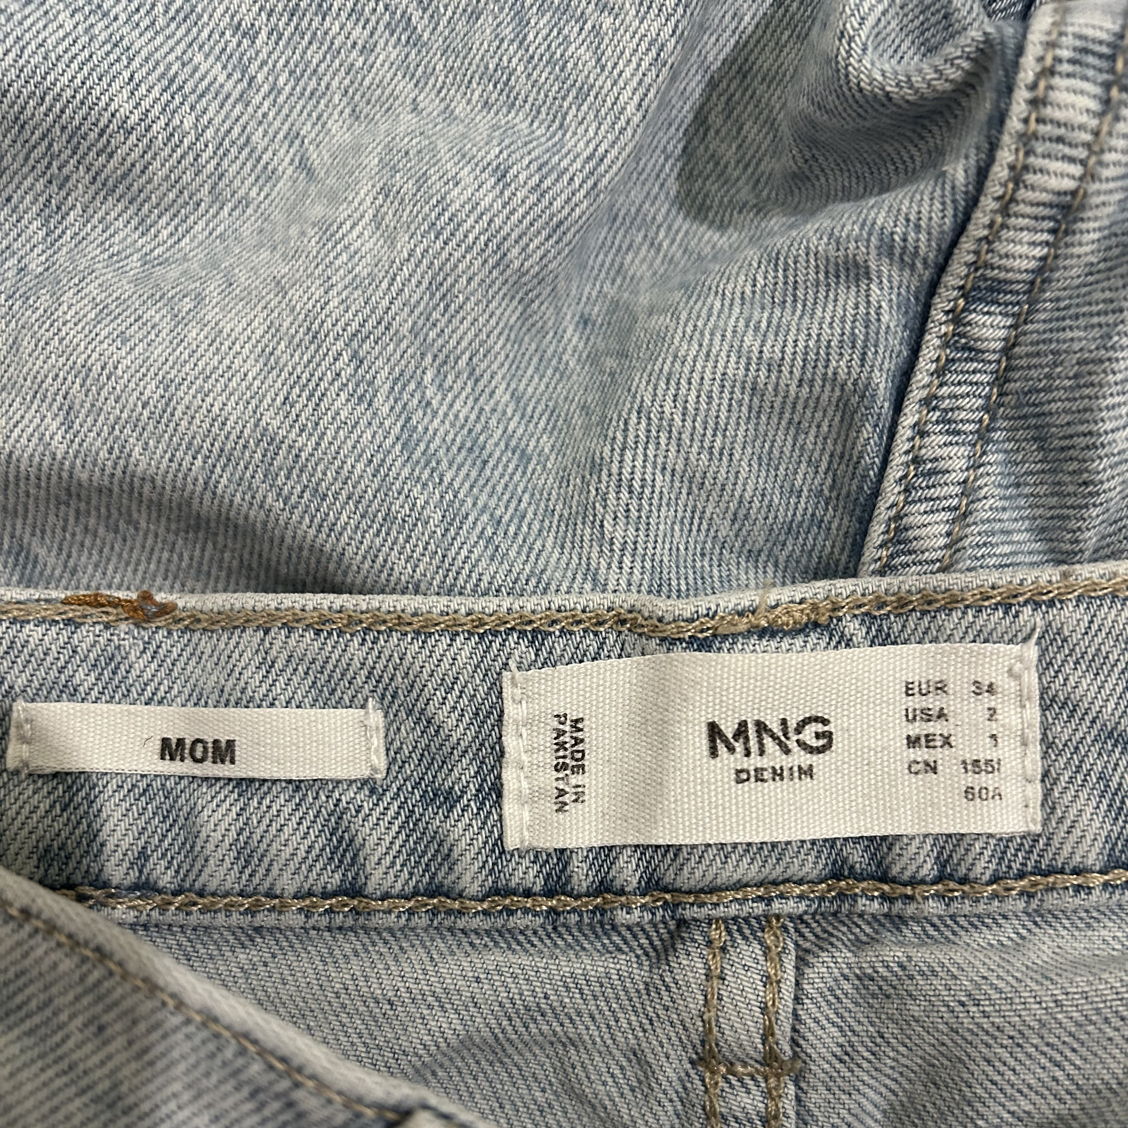 MOM
MADE IN
PAKISTAN
MNG
DENIM
EUR 34
USA 2
MEX 1
CN 155/
60A